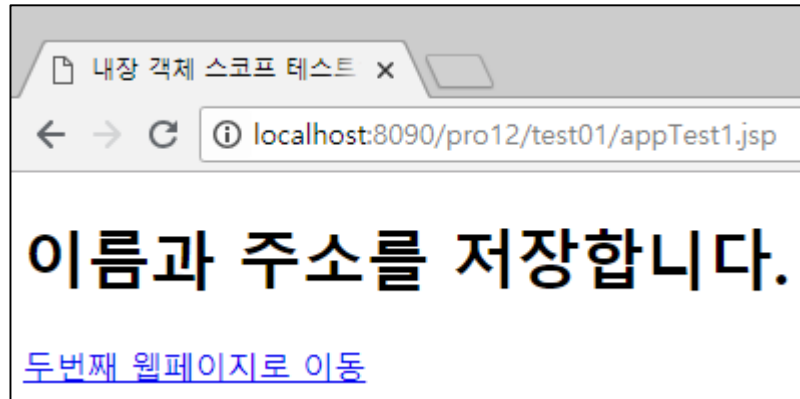 내장 객체 스코프 테스트
localhost:8090/pro12/test01/appTest1.jsp
이름과 주소를 저장합니다.
두번째 웹페이지로 이동